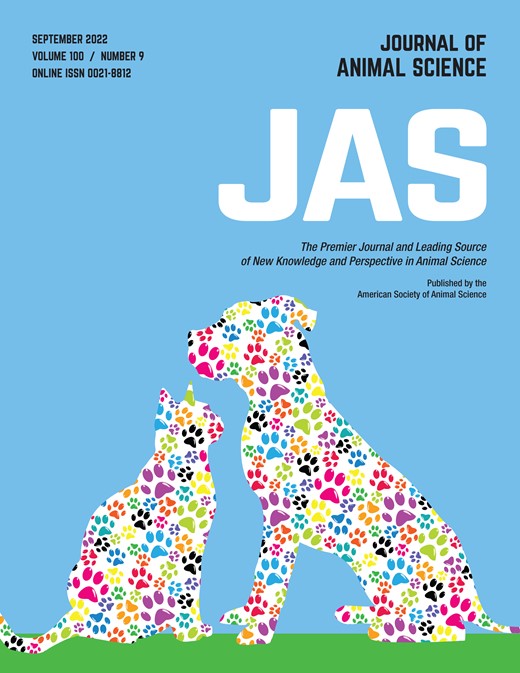 SEPTEMBER 2022
VOLUME 100 / NUMBER 9
ONLINE ISSN 0021-8812
JOURNAL OF
ANIMAL SCIENCE
JAS
The Premier Journal and Leading Source
of New Knowledge and Perspective in Animal Science
Published by the
American Society of Animal Science